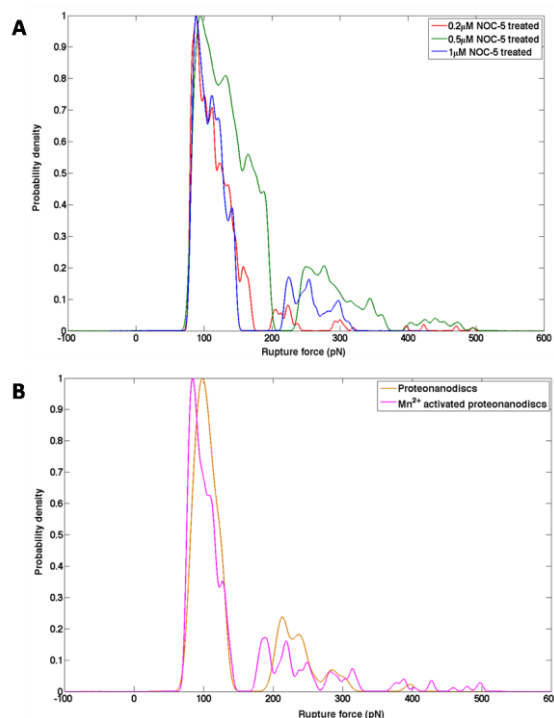 A
1
0.9
0.8
0.7
0.6
0.5
0.4
0.3
0.2
0.1
0
Probability density
0.2μM NOC-5 treated
0.5μM NOC-5 treated
1μM NOC-5 treated
-100 0 100 200 300 400 500 600
Rupture force (pN)
B
1
0.9
0.8
0.7
0.6
0.5
0.4
0.3
0.2
0.1
0
Probability density
Proteonanodiscs
Mn²⁺ activated proteonanodiscs
-100 0 100 200 300 400 500 60
Rupture force (pN)